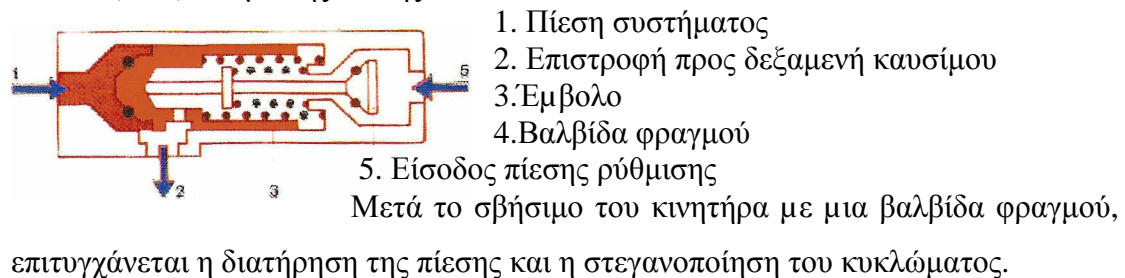 1. Πίεση συστήματος
2. Επιστροφή προς δεξαμενή καυσίμου
3.Έμβολο
4.Βαλβίδα φραγμού
5. Είσοδος πίεσης ρύθμισης
1
5
2
3
Μετά το σβήσιμο του κινητήρα με μια βαλβίδα φραγμού,
επιτυγχάνεται η διατήρηση της πίεσης και η στεγανοποίηση του κυκλώματος.